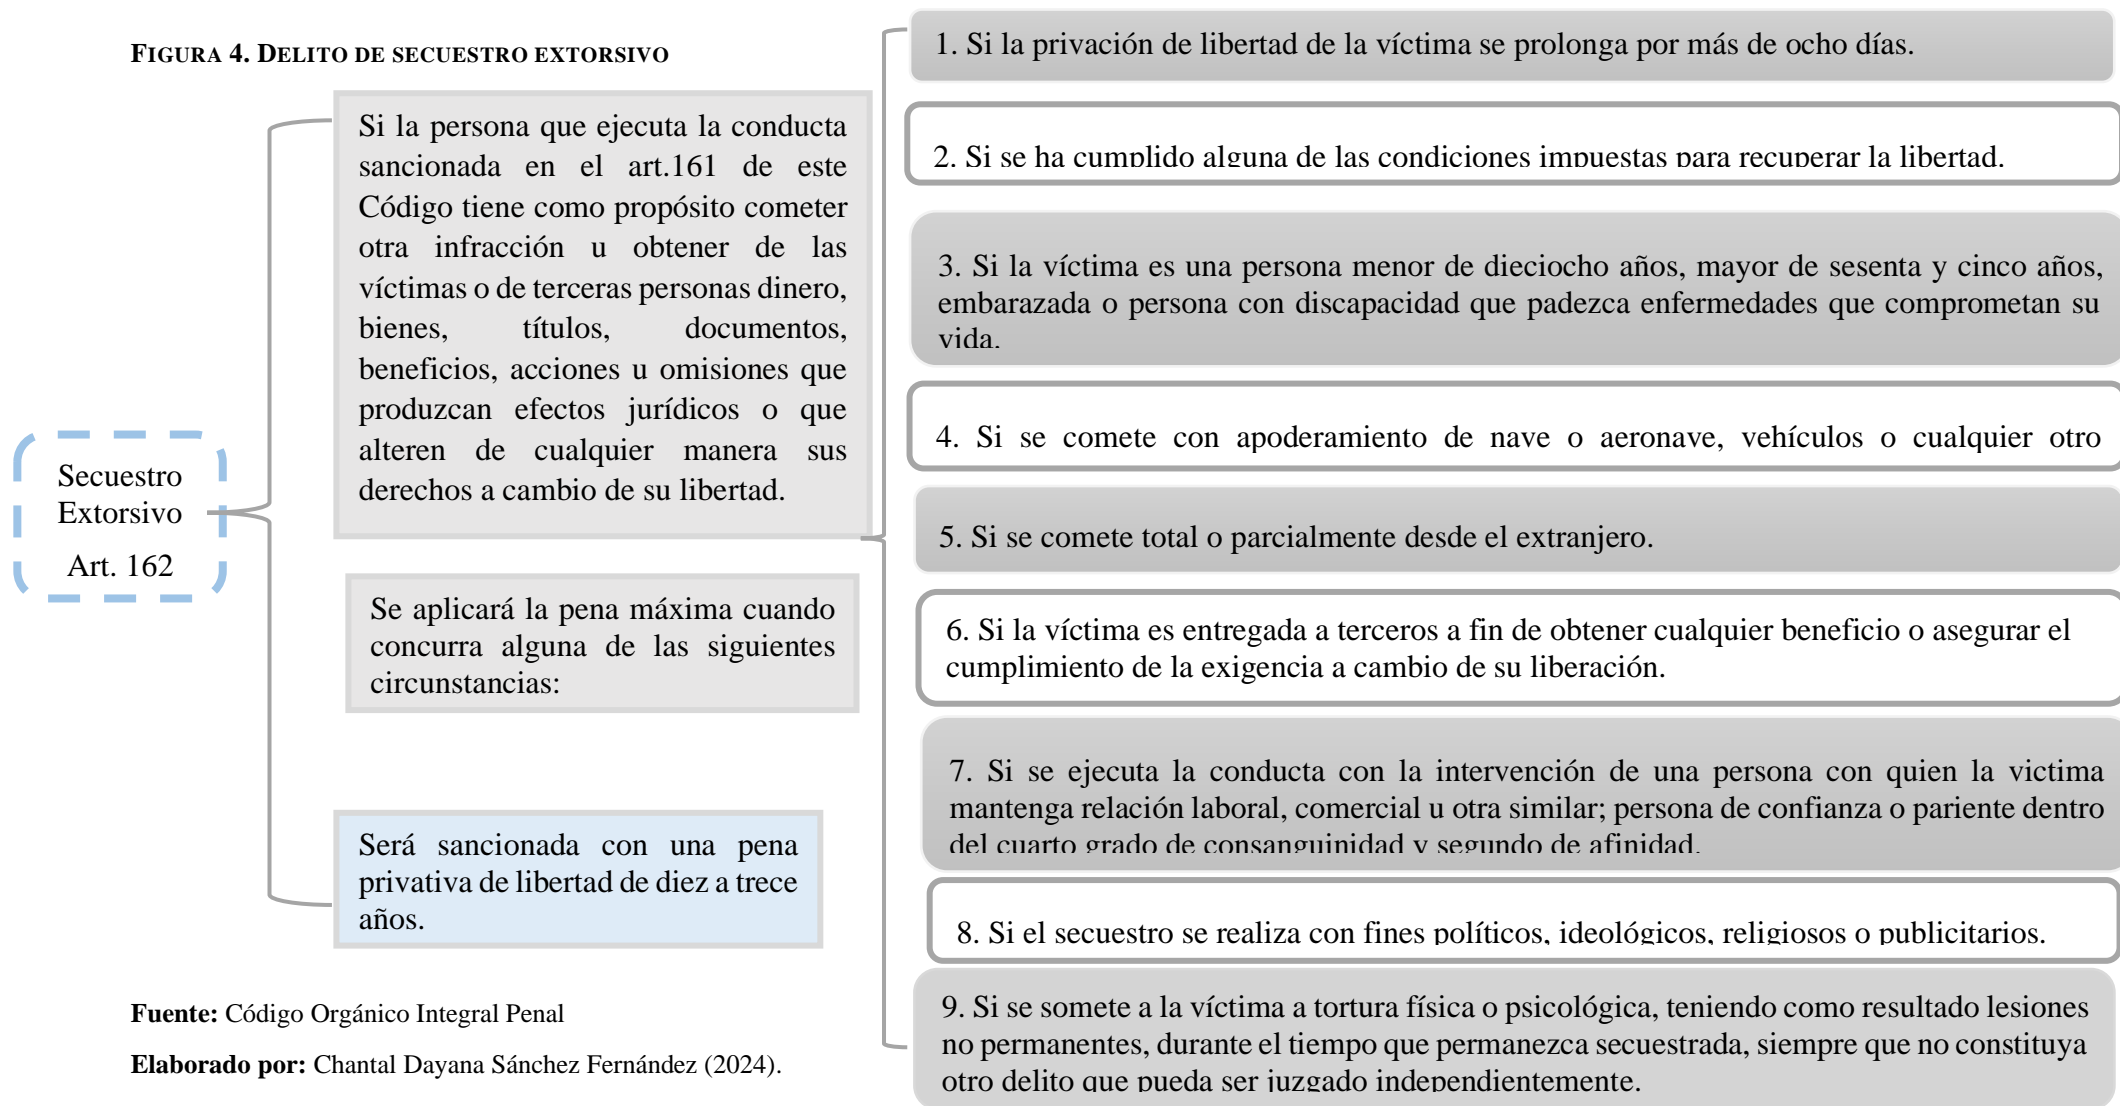 FIGURA 4. DELITO DE SECUESTRO EXTORSIVO
Secuestro
Extorsivo
Art. 162
Si la persona que ejecuta la conducta
sancionada en el art.161 de este
Código tiene como propósito cometer
otra infracción u obtener de las
víctimas o de terceras personas dinero,
bienes, títulos, documentos,
beneficios, acciones u omisiones que
produzcan efectos jurídicos o que
alteren de cualquier manera sus
derechos a cambio de su libertad.
Se aplicará la pena máxima cuando
concurra alguna de las siguientes
circunstancias:
Será sancionada con una pena
privativa de libertad de diez a trece
años.
1. Si la privación de libertad de la víctima se prolonga por más de ocho días.
2. Si se ha cumplido alguna de las condiciones impuestas para recuperar la libertad.
3. Si la víctima es una persona menor de dieciocho años, mayor de sesenta y cinco años,
embarazada o persona con discapacidad que padezca enfermedades que comprometan su
vida.
4. Si se comete con apoderamiento de nave o aeronave, vehículos o cualquier otro
5. Si se comete total o parcialmente desde el extranjero.
6. Si la víctima es entregada a terceros a fin de obtener cualquier beneficio o asegurar el
cumplimiento de la exigencia a cambio de su liberación.
7. Si se ejecuta la conducta con la intervención de una persona con quien la victima
mantenga relación laboral, comercial u otra similar; persona de confianza o pariente dentro
del cuarto grado de consanguinidad y segundo de afinidad.
8. Si el secuestro se realiza con fines políticos, ideológicos, religiosos o publicitarios.
9. Si se somete a la víctima a tortura física o psicológica, teniendo como resultado lesiones
no permanentes, durante el tiempo que permanezca secuestrada, siempre que no constituya
otro delito que pueda ser juzgado independientemente.
Fuente: Código Orgánico Integral Penal
Elaborado por: Chantal Dayana Sánchez Fernández (2024).